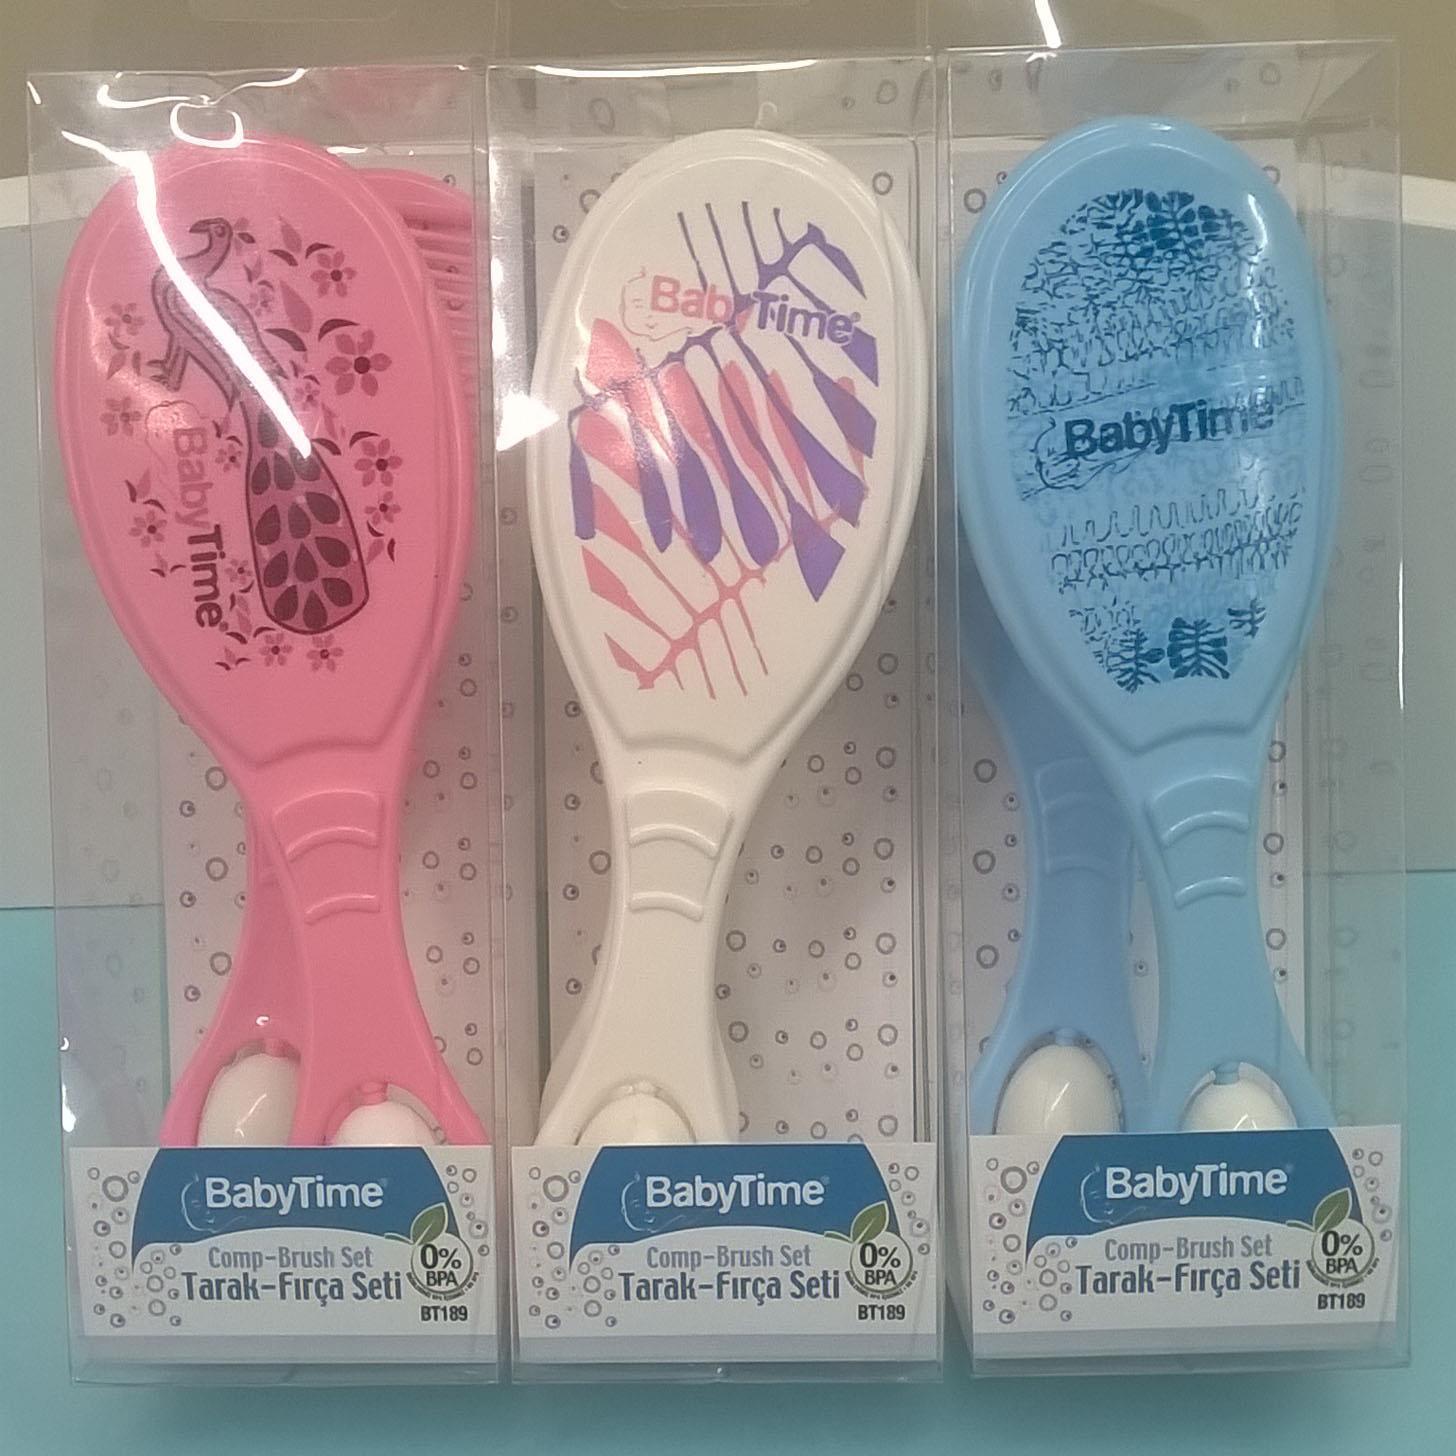 BabyTime
BabyTime
BabyTime
BabyTime
Comp-Brush Set
Tarak-Fırça Seti
0%
BPA
BT189
BabyTime
Comp-Brush Set
Tarak-Fırça Seti
0%
BPA
BT189
BabyTime
Comp-Brush Set
Tarak-Fırça Seti
0%
BPA
BT189